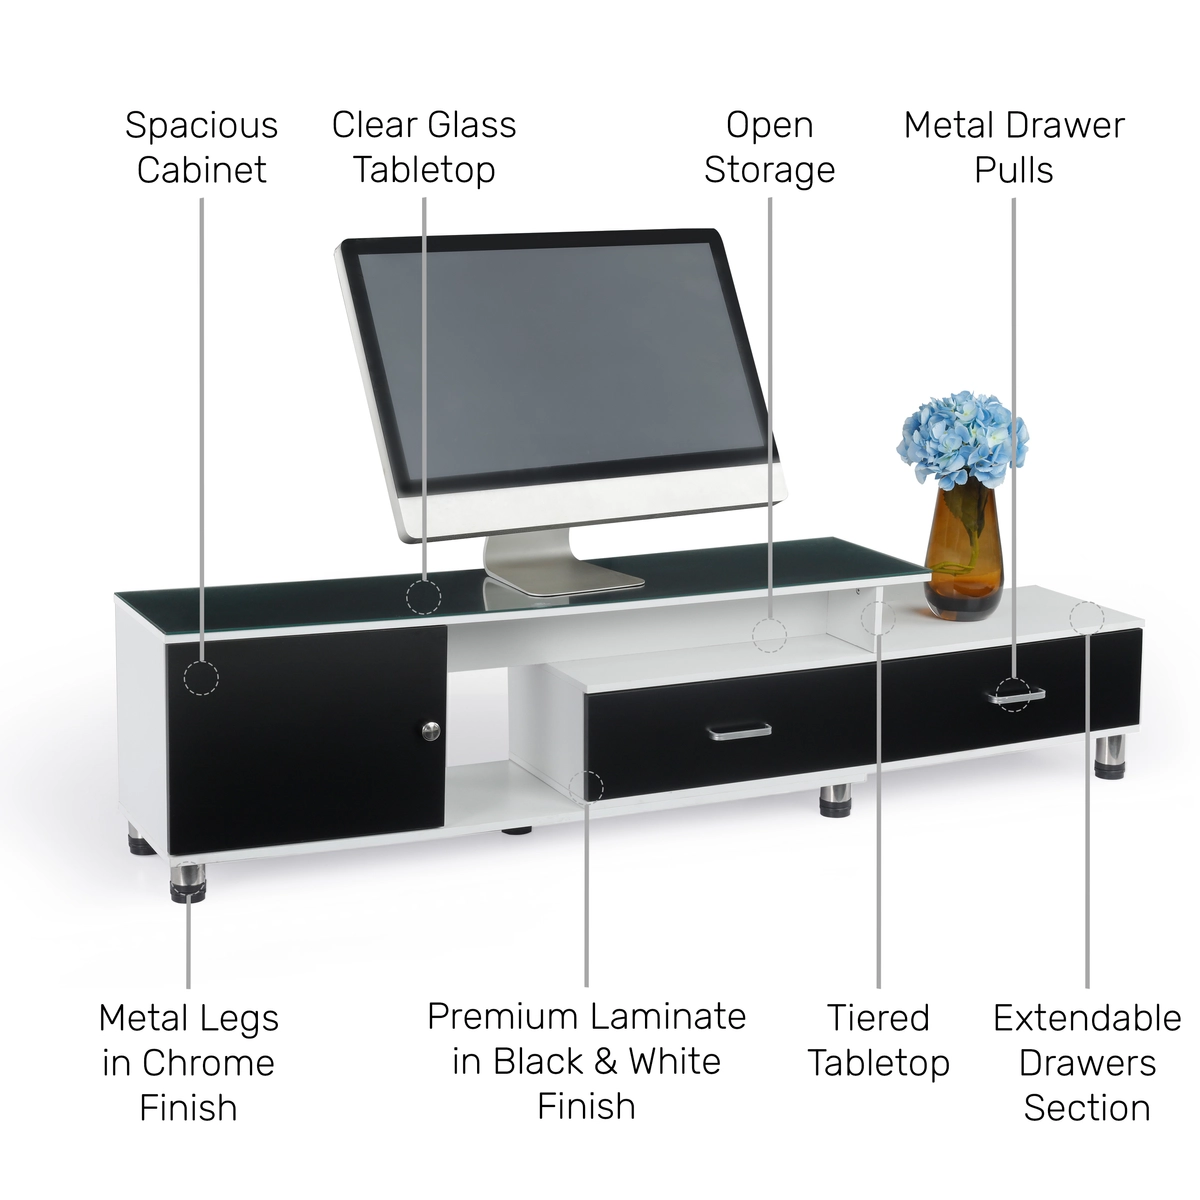 Spacious
Cabinet
Clear Glass
Tabletop
Open
Storage
Metal Drawer
Pulls
Metal Legs
in Chrome
Finish
Premium Laminate
in Black & White
Finish
Tiered
Tabletop
Extendable
Drawers
Section